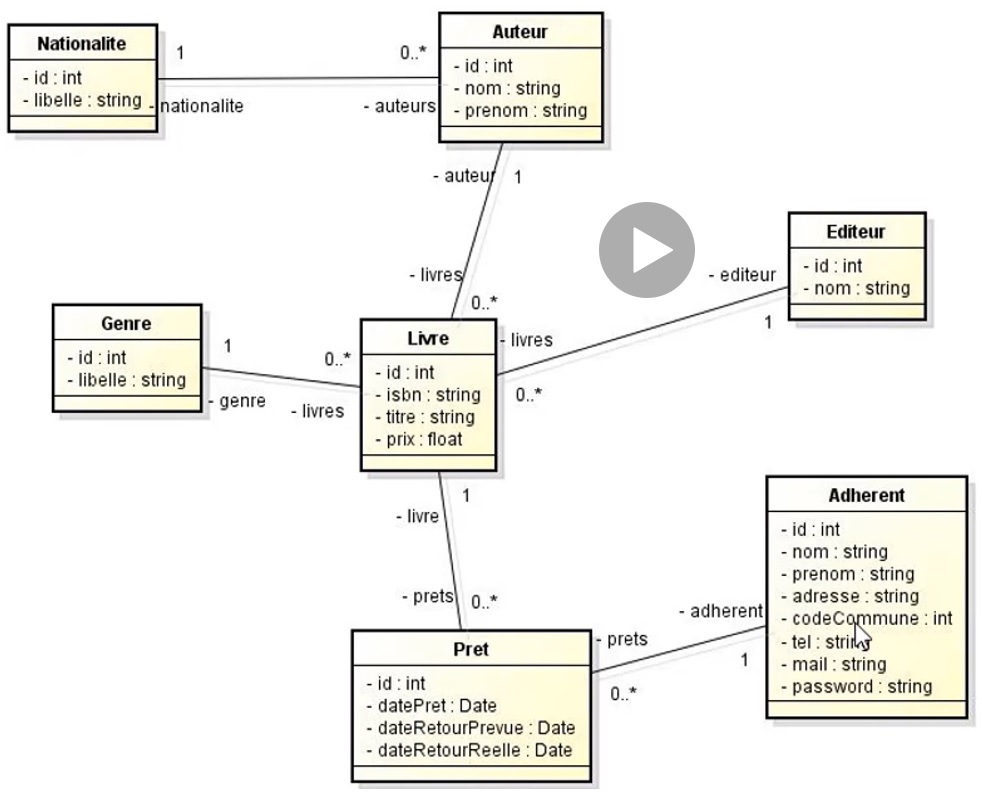 Nationalite
- id : int
- libelle : string
1
0..*
- nationalite
- auteurs
Auteur
- id : int
- nom : string
- prenom : string
- auteur
1
- livres
0..*
Editeur
- id : int
- nom : string
- editeur
1
- livres
0..*
Genre
- id : int
- libelle : string
1
0..*
- genre
- livres
Livre
- id : int
- isbn : string
- titre : string
- prix : float
1
- livre
- prets
0..*
Pret
- id : int
- datePret : Date
- dateRetourPrevue : Date
- dateRetourReelle : Date
- prets
0..*
- adherent
1
Adherent
- id : int
- nom : string
- prenom : string
- adresse : string
- codeCommune : int
- tel : string
- mail : string
- password : string